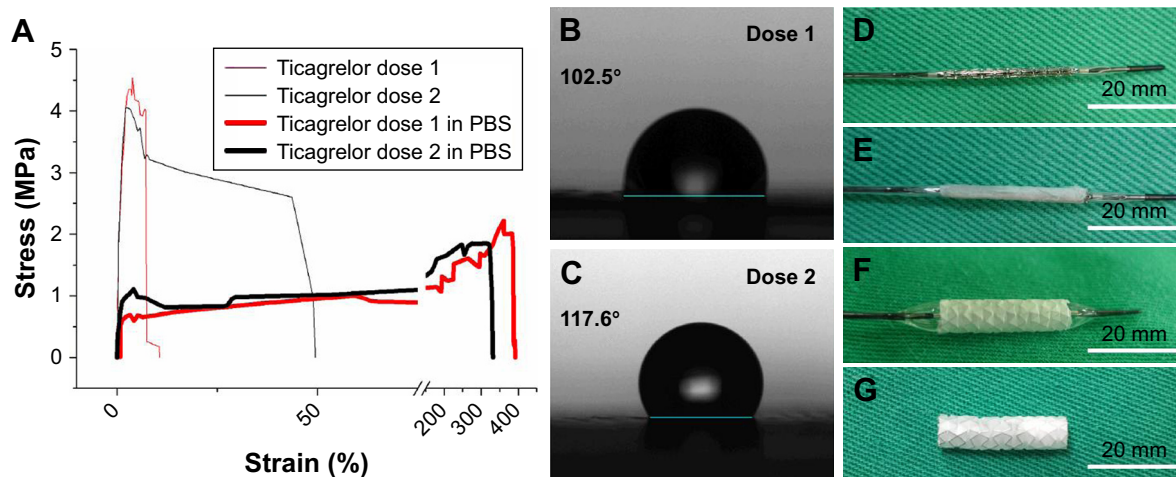 A
Stress (MPa)
5
4
3
2
1
0
Ticagrelor dose 1
Ticagrelor dose 2
Ticagrelor dose 1 in PBS
Ticagrelor dose 2 in PBS
0
50
200
300
400
Strain (%)
B
Dose 1
102.5°
C
Dose 2
117.6°
D
20 mm
E
20 mm
F
20 mm
G
20 mm